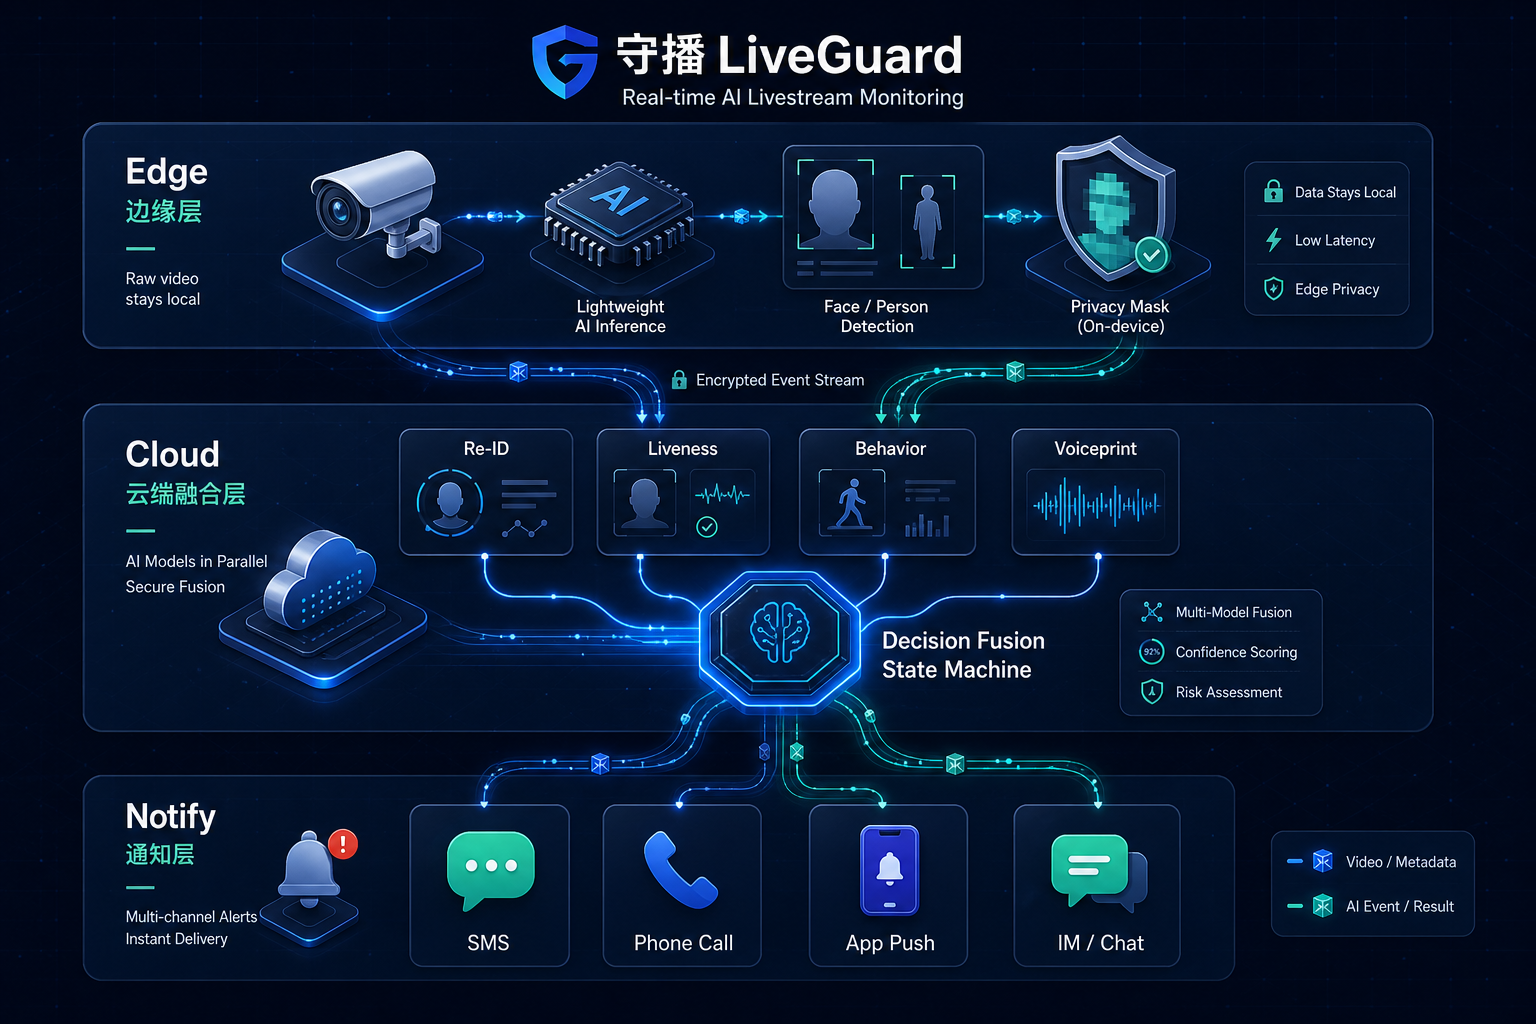 守播 LiveGuard
Real-time AI Livestream Monitoring
Edge
边缘层
Raw video
stays local
AI
Lightweight
AI Inference
Face / Person
Detection
Privacy Mask
(On-device)
Data Stays Local
Low Latency
Edge Privacy
Encrypted Event Stream
Cloud
云端融合层
AI Models in Parallel
Secure Fusion
Re-ID
Liveness
Behavior
Voiceprint
Decision Fusion
State Machine
Multi-Model Fusion
92%
Confidence Scoring
Risk Assessment
Notify
通知层
Multi-channel Alerts
Instant Delivery
!
SMS
Phone Call
App Push
IM / Chat
Video / Metadata
AI Event / Result